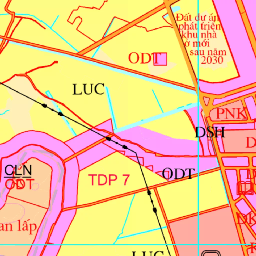 Đất dự án
phát triển
khu nhà
ở mới
sau năm
2030
ODT
LUC
PNK
DSH
CLN
ODT
TDP 7
ODT
an lấp
LUC